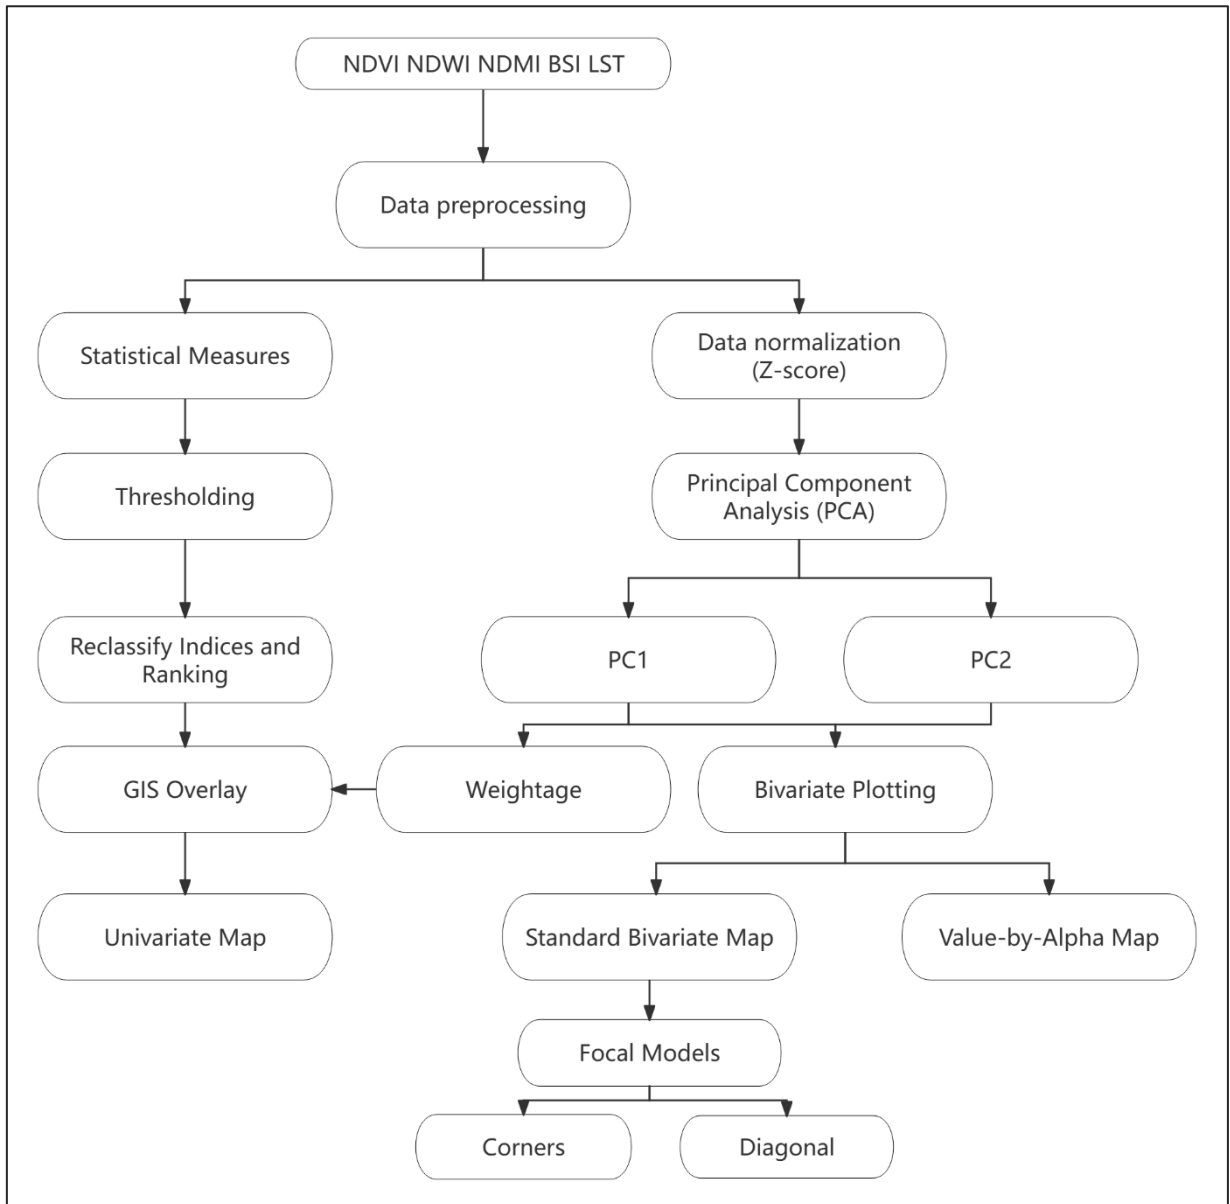 NDVI NDWI NDMI BSI LST
Data preprocessing
Statistical Measures
Data normalization
(Z-score)
Thresholding
Principal Component
Analysis (PCA)
Reclassify Indices and
Ranking
PC1
PC2
GIS Overlay
Weightage
Bivariate Plotting
Univariate Map
Standard Bivariate Map
Value-by-Alpha Map
Focal Models
Corners
Diagonal